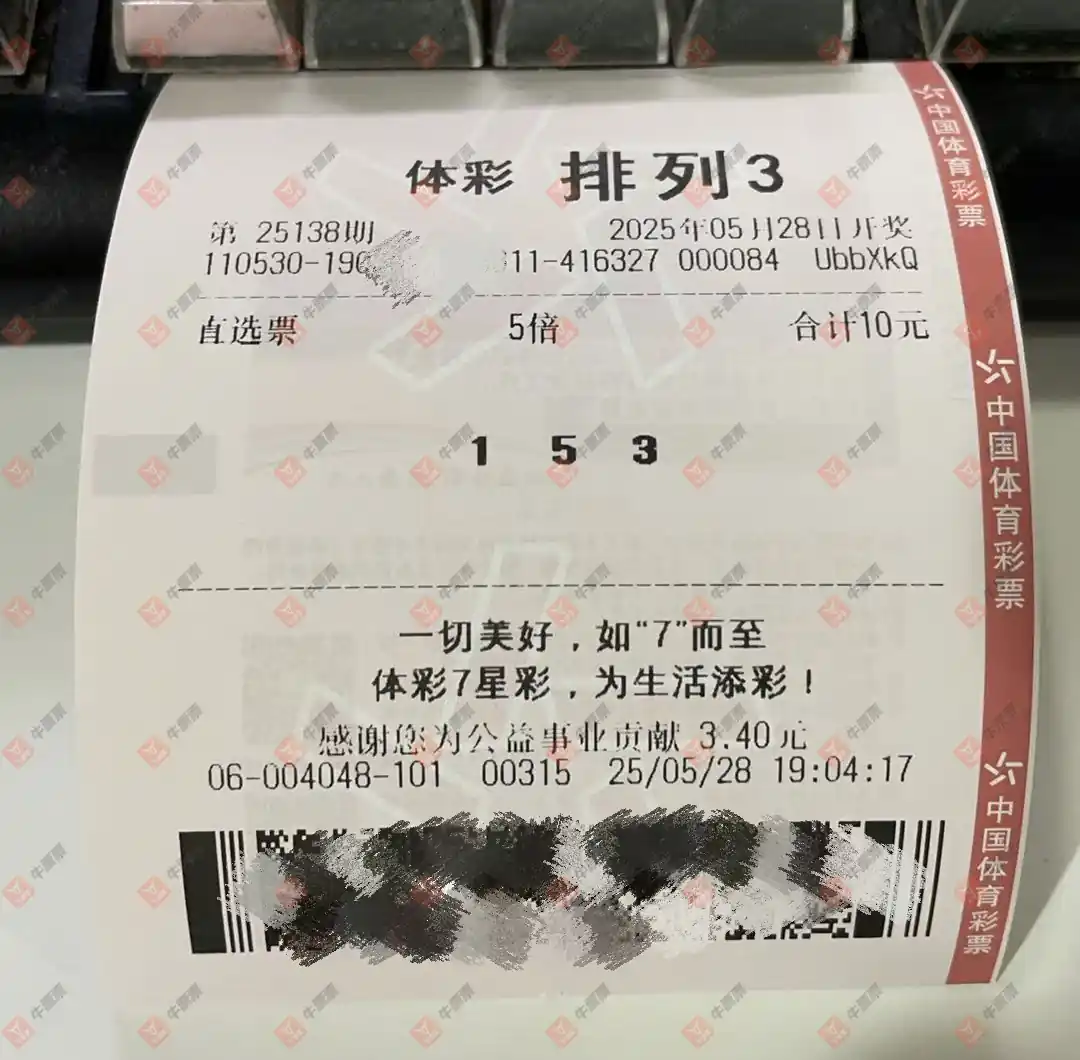 体彩 排列3
第 25138期 2025年05月28日开奖
110530-190 11-416327 000084 UbbXkQ
直选票 5倍 合计10元
1 5 3
一切美好，如“7”而至
体彩7星彩，为生活添彩！
感谢您为公益事业贡献 3.40元
06-004048-101 00315 25/05/28 19:04:17
中国体育彩票
中国体育彩票
中国体育彩票